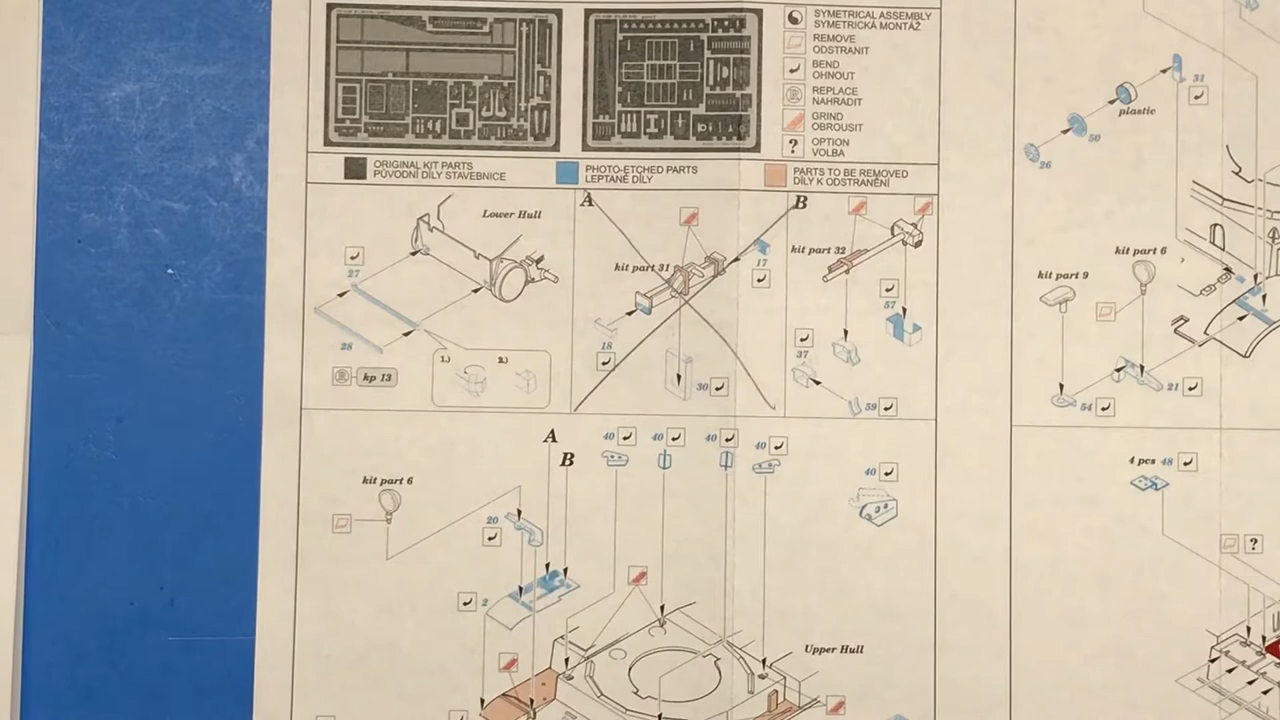 SYMETRICAL ASSEMBLY
SYMETRICKÁ MONTÁŽ
REMOVE
ODSTRANIT
BEND
OHNOUT
REPLACE
NAHRADIT
GRIND
OBROUSIT
?
OPTION
VOLBA
ORIGINAL KIT PARTS
PŮVODNÍ DÍLY STAVEBNICE
PHOTO-ETCHED PARTS
LEPTANÉ DÍLY
PARTS TO BE REMOVED
DÍLY K ODSTRANĚNÍ
Lower Hull
27
28
kp 13
1.)
2.)
A
kit part 31
17
18
30
B
kit part 32
57
37
59
A
B
40
40
40
40
40
kit part 6
20
2
Upper Hull
31
plastic
50
26
kit part 6
kit part 9
21
54
4 pcs 48
?